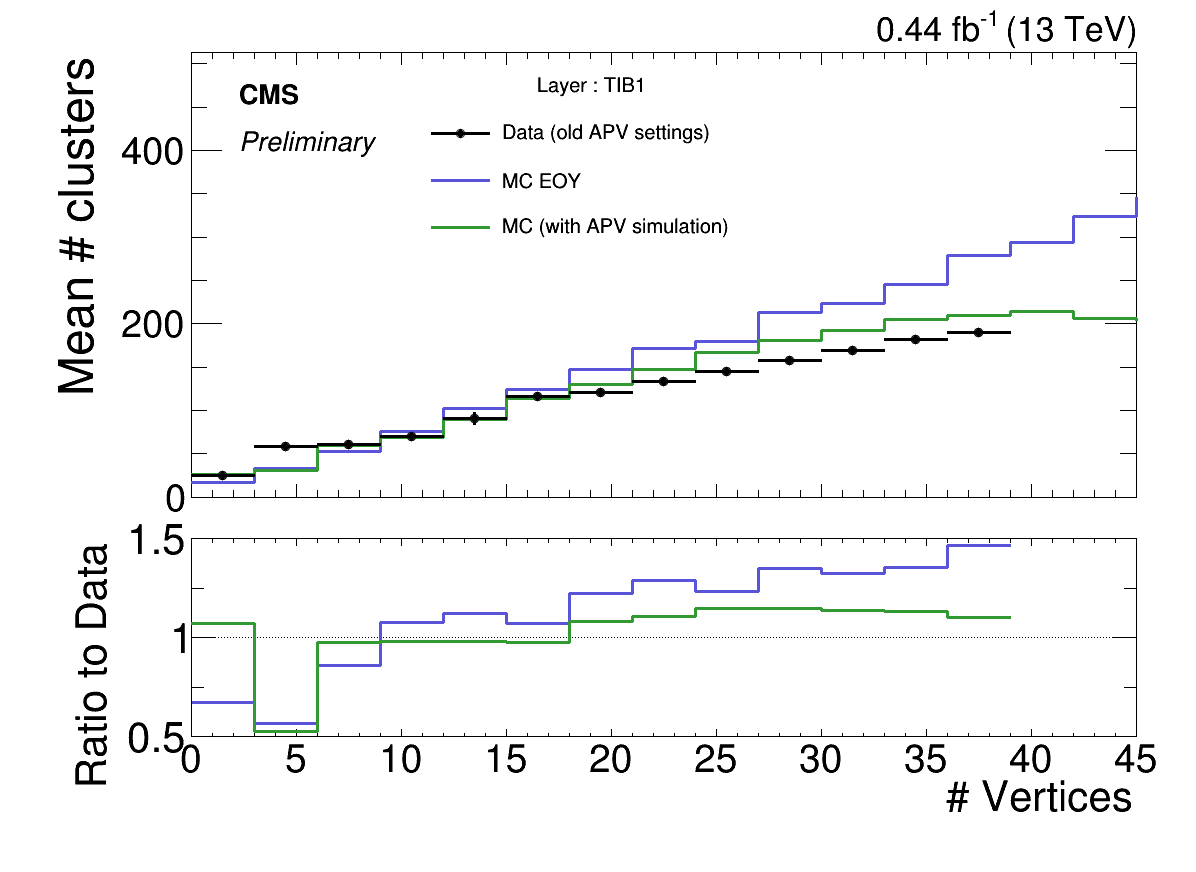 0.44 fb-1 (13 TeV)
Mean # clusters
CMS
Preliminary
Layer : TIB1
Data (old APV settings)
MC EOY
MC (with APV simulation)
400
200
0
Ratio to Data
1.5
1
0.5
0 5 10 15 20 25 30 35 40 45
# Vertices